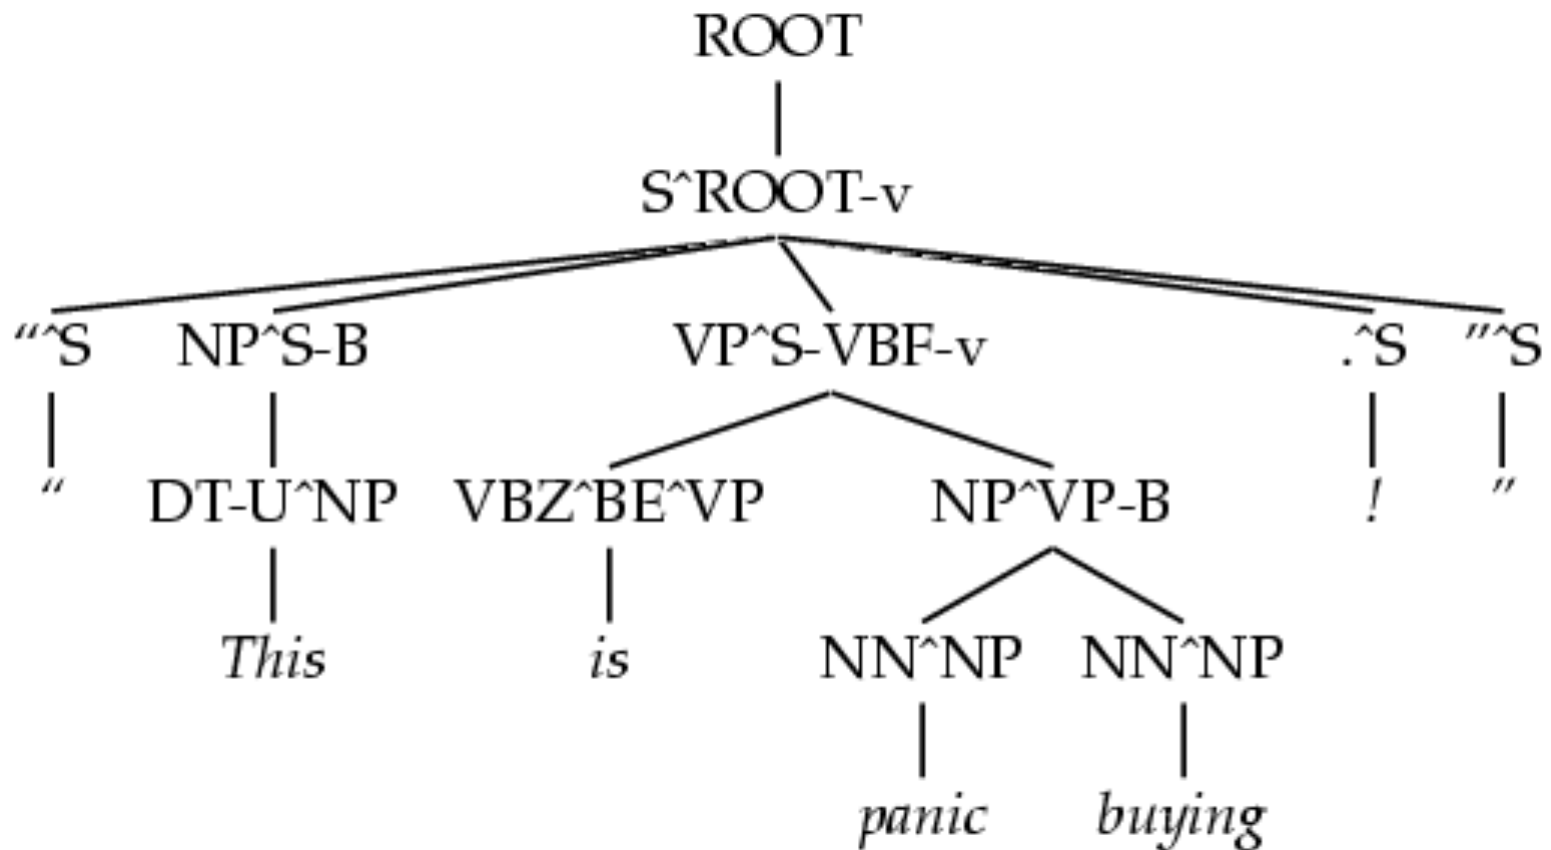 ROOT
S^ROOT-v
“^S NP^S-B VP^S-VBF-v .^S ”^S
“ DT-U^NP VBZ^BE^VP NP^VP-B ! ”
This is NN^NP NN^NP
panic buying